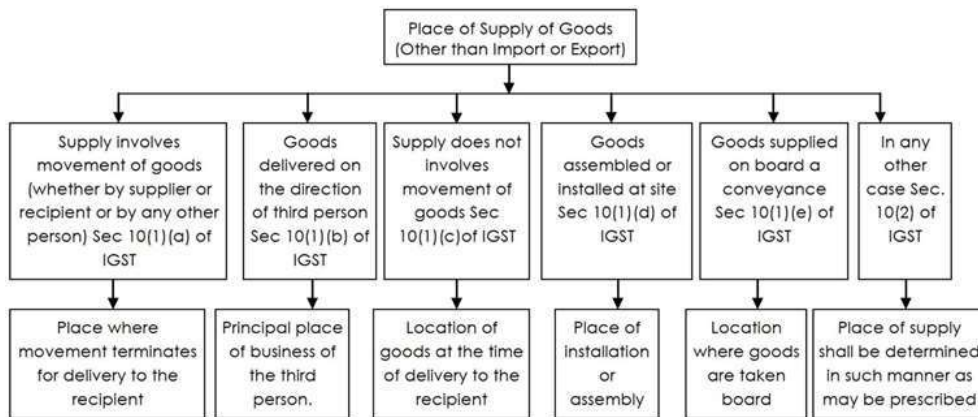 Place of Supply of Goods
(Other than Import or Export)
Supply involves
movement of goods
(whether by supplier or
recipient or by any other
person) Sec 10(1)(a) of
IGST
Goods
delivered on
the direction
of third person
Sec 10(1)(b) of
IGST
Supply does not
involves
movement of
goods Sec
10(1)(c)of IGST
Goods
assembled or
installed at site
Sec 10(1)(d) of
IGST
Goods supplied
on board a
conveyance
Sec 10(1)(e) of
IGST
In any
other
case Sec.
10(2) of
IGST
Place where
movement terminates
for delivery to the
recipient
Principal place
of business of
the third
person.
Location of
goods at the time
of delivery to the
recipient
Place of
installation
or
assembly
Location
where goods
are taken
board
Place of supply
shall be determined
in such manner as
may be prescribed